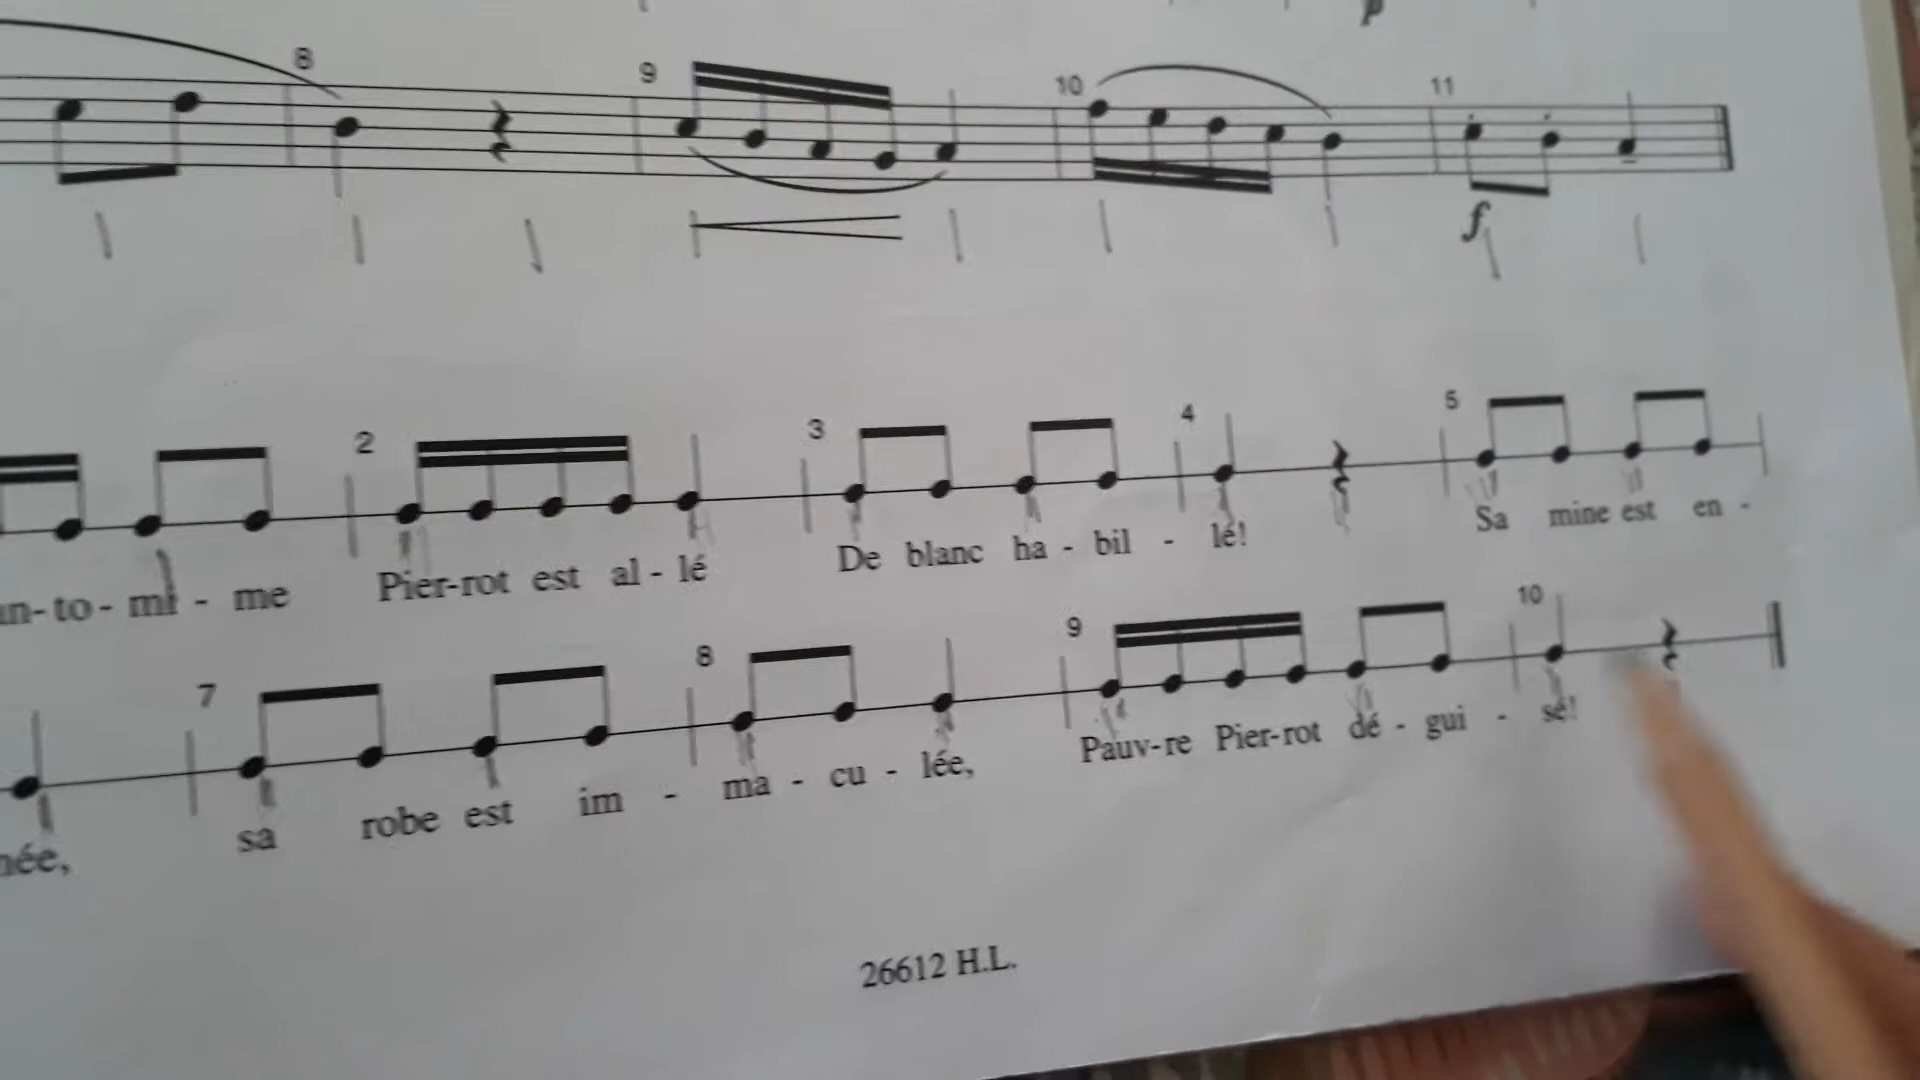 8 9 10 11
f
2 3 4 5
un-to-mi-me Pier-rot est al-lé De blanc ha-bil-lé! Sa mine est en-
7 8 9 10
née, sa robe est im-ma-cu-lée, Pauv-re Pier-rot dé-gui-sé!
26612 H.L.